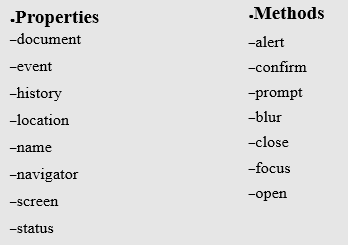 .Properties
–document
–event
–history
–location
–name
–navigator
–screen
–status
.Methods
–alert
–confirm
–prompt
–blur
–close
–focus
–open